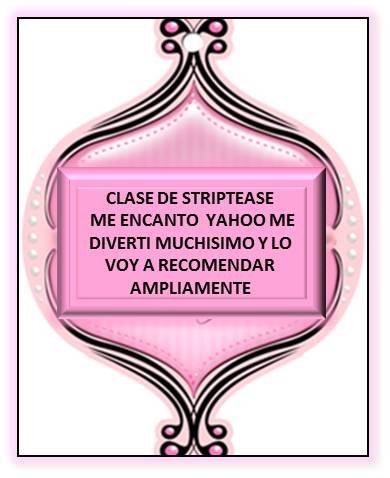 CLASE DE STRIPTEASE
ME ENCANTO YAHOO ME
DIVERTI MUCHISIMO Y LO
VOY A RECOMENDAR
AMPLIAMENTE